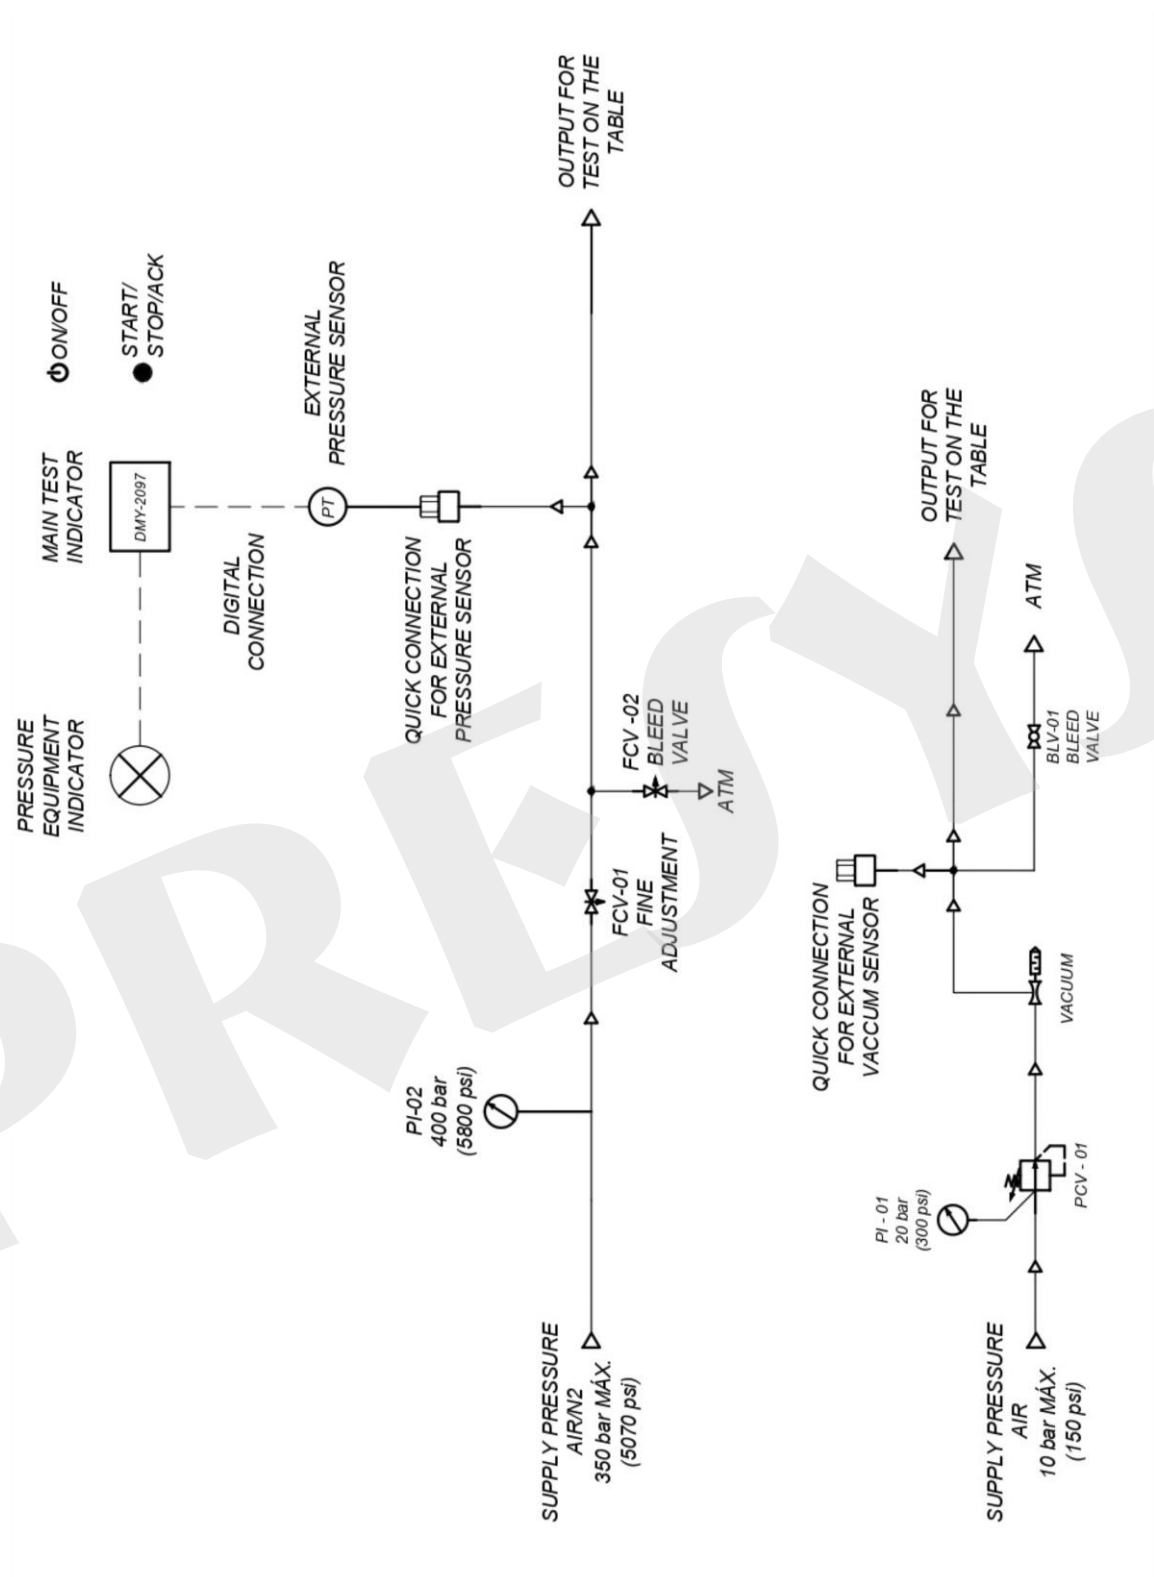 PRESSURE
EQUIPMENT
INDICATOR
MAIN TEST
INDICATOR
DMY-2097
ON/OFF
START/
STOP/ACK
DIGITAL
CONNECTION
EXTERNAL
PRESSURE SENSOR
PT
QUICK CONNECTION
FOR EXTERNAL
PRESSURE SENSOR
PI-02
400 bar
(5800 psi)
SUPPLY PRESSURE
AIR/N2
350 bar MÁX.
(5070 psi)
FCV-01
FINE
ADJUSTMENT
FCV -02
BLEED
VALVE
ATM
OUTPUT FOR
TEST ON THE
TABLE
QUICK CONNECTION
FOR EXTERNAL
VACCUM SENSOR
OUTPUT FOR
TEST ON THE
TABLE
PI - 01
20 bar
(300 psi)
SUPPLY PRESSURE
AIR
10 bar MÁX.
(150 psi)
PCV - 01
VACUUM
BLV-01
BLEED
VALVE
ATM
PRESYS